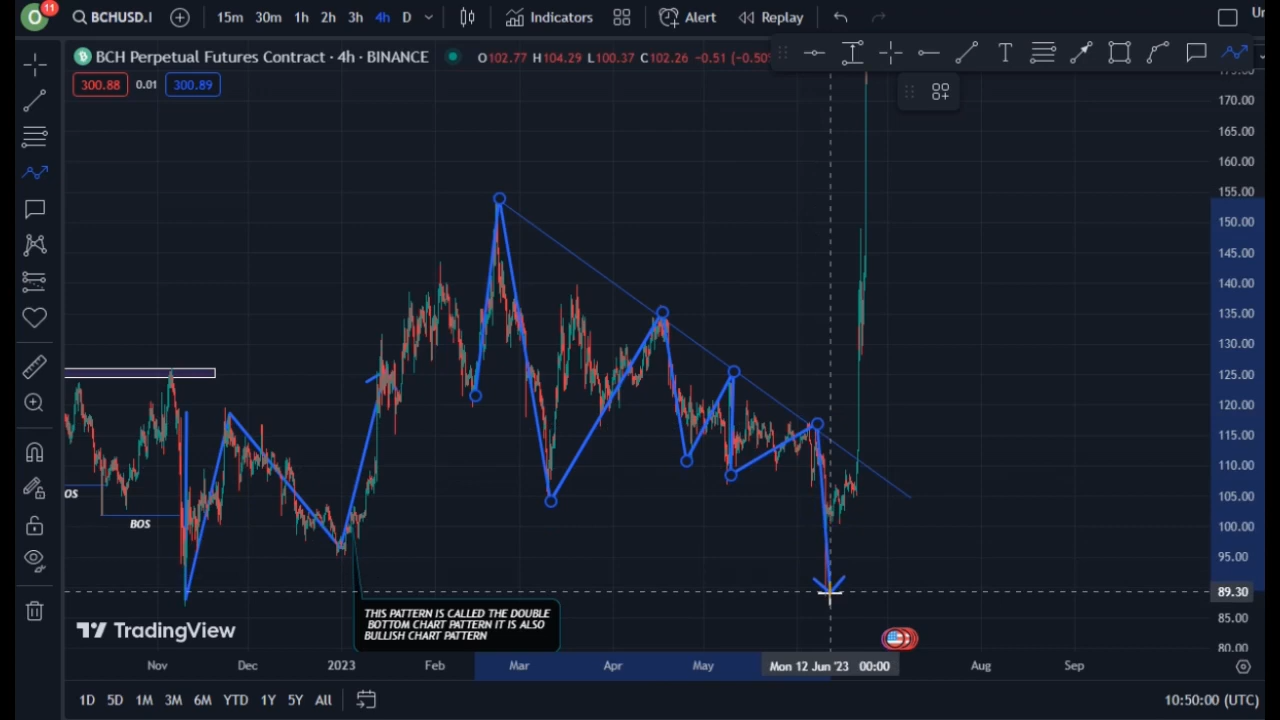 O
11
BCHUSD.I
15m 30m 1h 2h 3h 4h D
Indicators
Alert
Replay
BCH Perpetual Futures Contract · 4h · BINANCE
O102.77 H104.29 L100.37 C102.26 -0.51
300.88 0.01 300.89
T
170.00
165.00
160.00
155.00
150.00
145.00
140.00
135.00
130.00
125.00
120.00
115.00
110.00
105.00
100.00
95.00
89.30
85.00
80.00
OS
BOS
THIS PATTERN IS CALLED THE DOUBLE
BOTTOM CHART PATTERN IT IS ALSO
BULLISH CHART PATTERN
TradingView
Nov Dec 2023 Feb Mar Apr May Mon 12 Jun '23 00:00 Aug Sep
1D 5D 1M 3M 6M YTD 1Y 5Y All
10:50:00 (UTC)